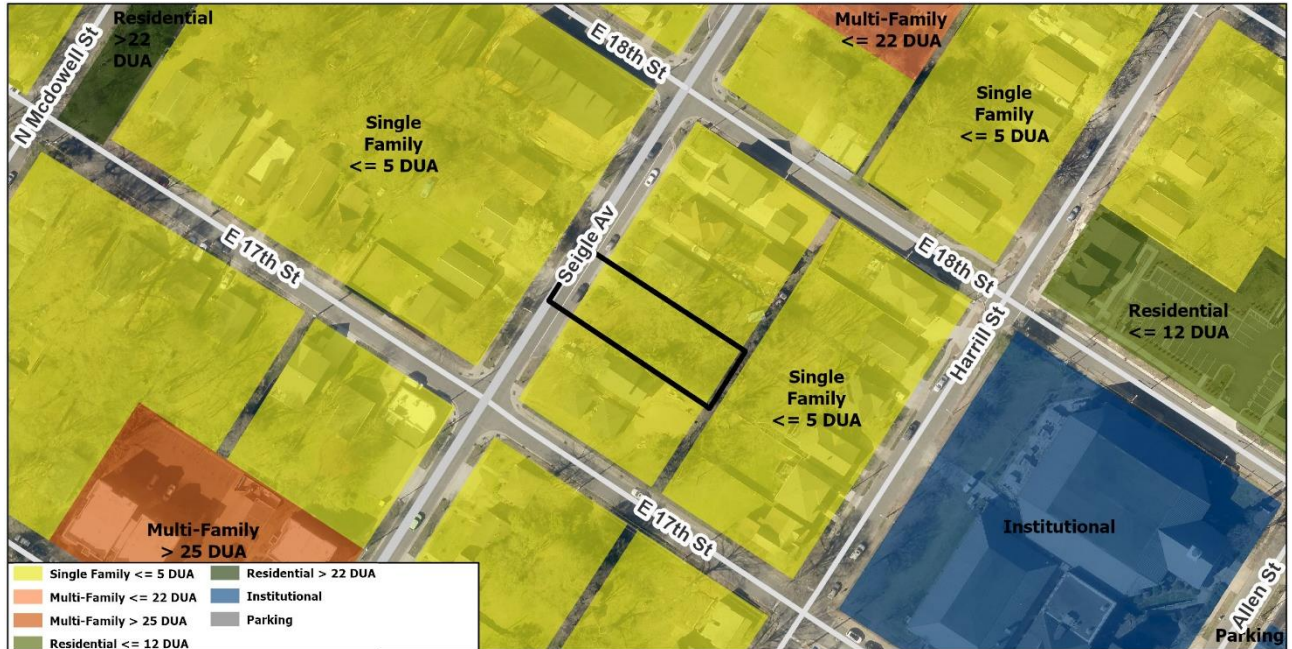 Residential
>22
DUA
N Mcdowell St
E 18th St
Multi-Family
<= 22 DUA
Single
Family
<= 5 DUA
Single
Family
<= 5 DUA
E 17th St
Seigle Av
E 18th St
Harrill St
Residential
<= 12 DUA
Single
Family
<= 5 DUA
E 17th St
Institutional
Multi-Family
> 25 DUA
Allen St
Parking
Single Family <= 5 DUA
Multi-Family <= 22 DUA
Multi-Family > 25 DUA
Residential <= 12 DUA
Residential > 22 DUA
Institutional
Parking